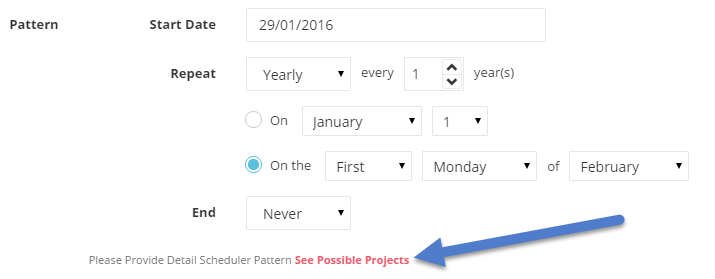 Pattern Start Date 29/01/2016
Repeat Yearly every 1 year(s)
On January 1
On the First Monday of February
End Never
Please Provide Detail Scheduler Pattern See Possible Projects